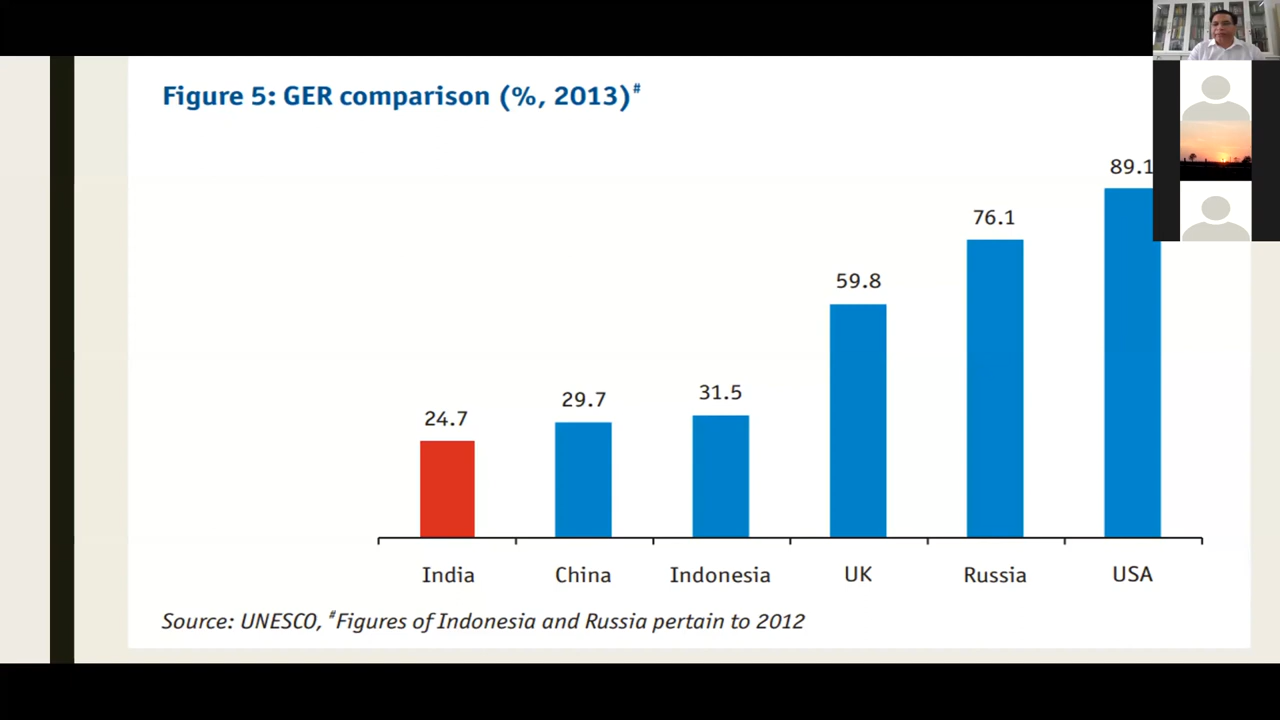 Figure 5: GER comparison (%, 2013)#
89.1
76.1
59.8
31.5
29.7
24.7
India China Indonesia UK Russia USA
Source: UNESCO, #Figures of Indonesia and Russia pertain to 2012